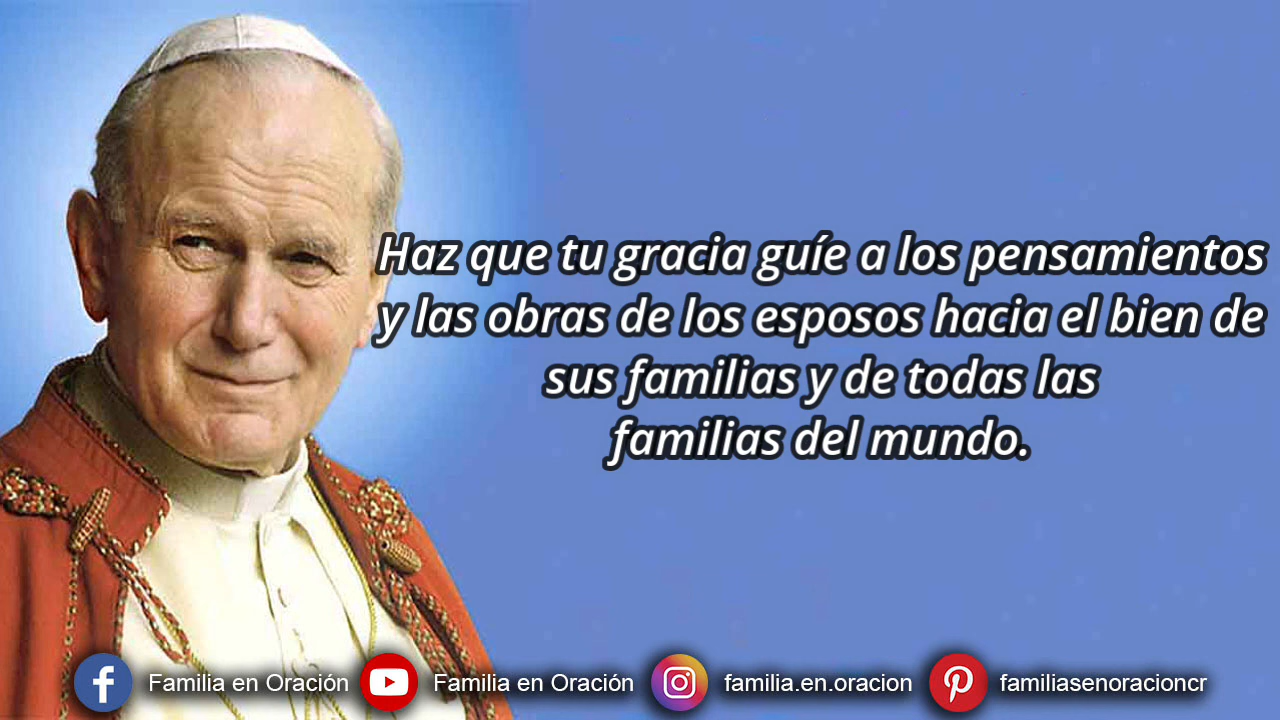 Haz que tu gracia guíe a los pensamientos
y las obras de los esposos hacia el bien de
sus familias y de todas las
familias del mundo.
Familia en Oración
Familia en Oración
familia.en.oracion
familiasenoracioncr